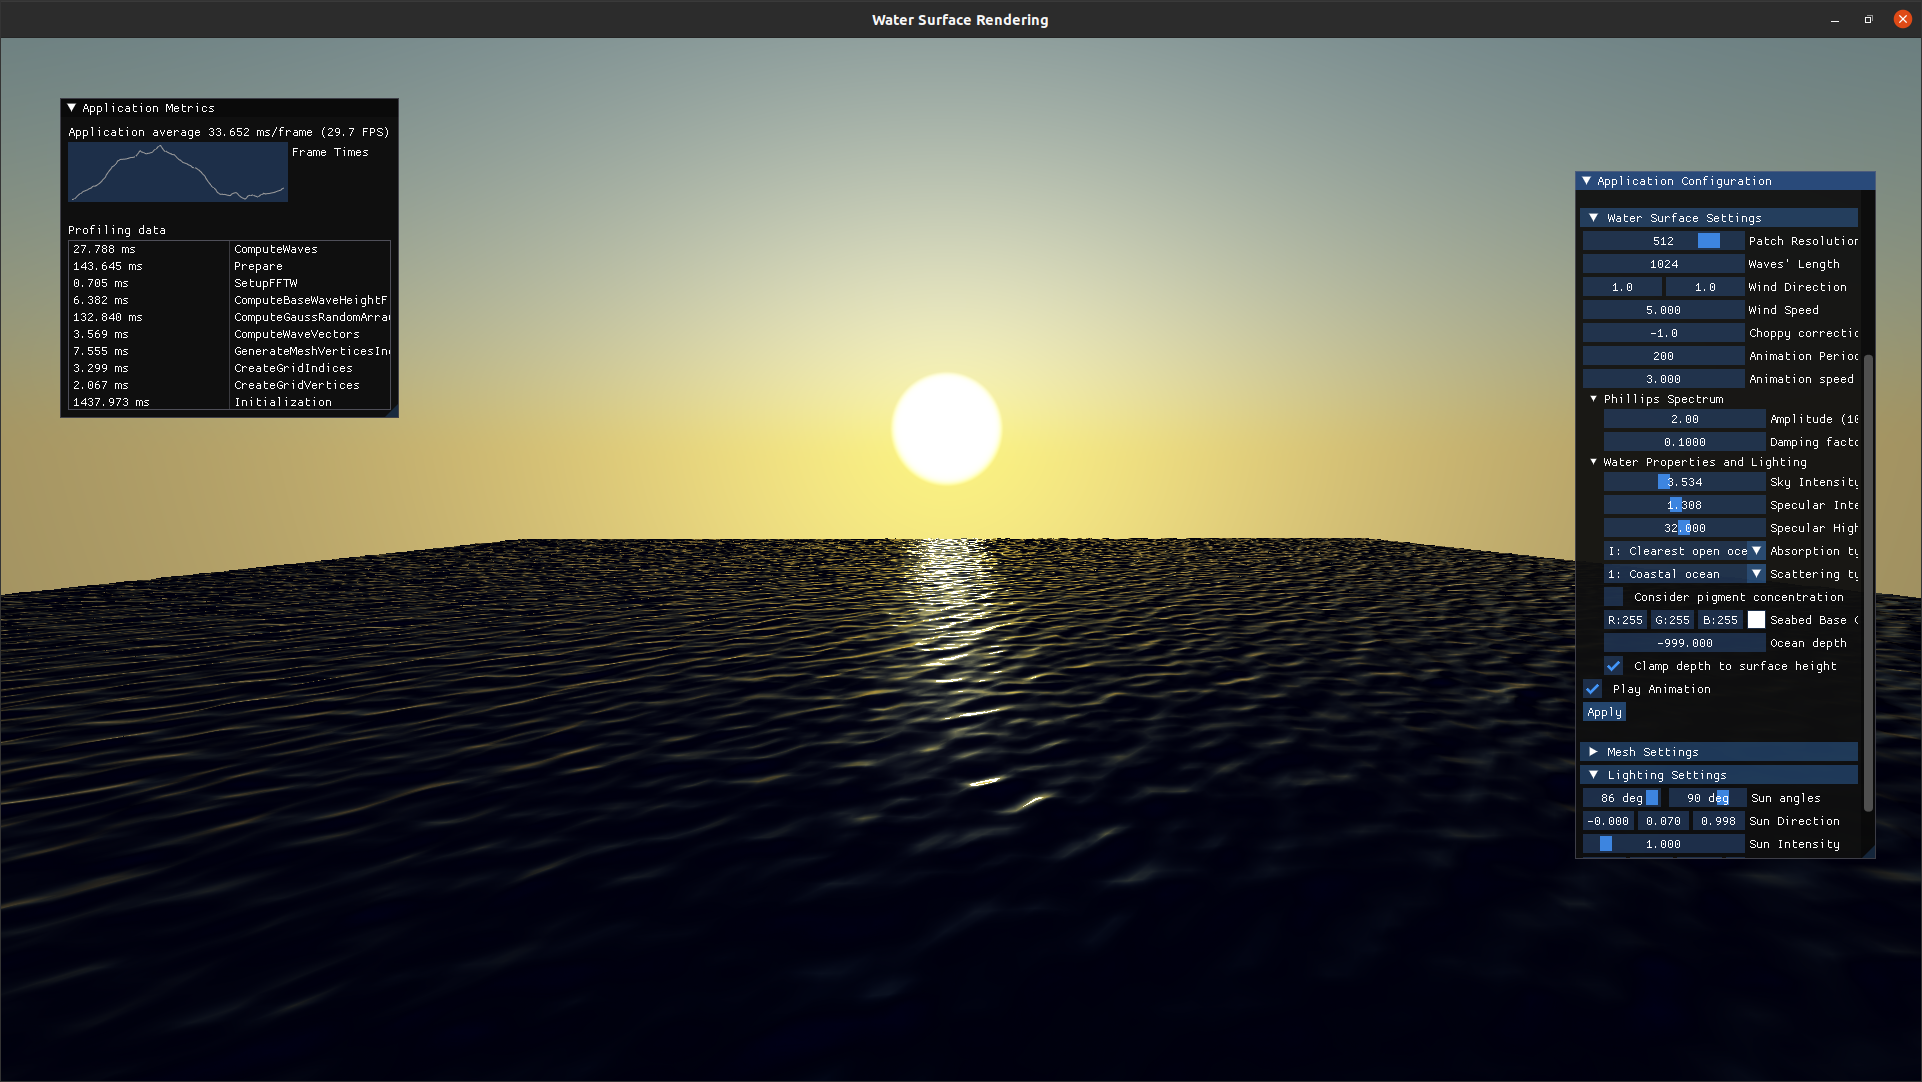 Water Surface Rendering
Application Metrics
Application average 33.652 ms/frame (29.7 FPS)
Frame Times
Profiling data
27.788 ms ComputeWaves
143.645 ms Prepare
0.705 ms SetupFFTW
6.382 ms ComputeBaseWaveHeightF
132.840 ms ComputeGaussRandomArra
3.569 ms ComputeWaveVectors
7.555 ms GenerateMeshVerticesIn
3.299 ms CreateGridIndices
2.067 ms CreateGridVertices
1437.973 ms Initialization
Application Configuration
Water Surface Settings
512 Patch Resolution
1024 Waves' Length
1.0 1.0 Wind Direction
5.000 Wind Speed
-1.0 Choppy correctio
200 Animation Period
3.000 Animation speed
Phillips Spectrum
2.00 Amplitude (10
0.1000 Damping facto
Water Properties and Lighting
3.534 Sky Intensity
1.308 Specular Inte
32.000 Specular High
I: Clearest open oce Absorption ty
1: Coastal ocean Scattering ty
Consider pigment concentration
R:255 G:255 B:255 Seabed Base C
-999.000 Ocean depth
Clamp depth to surface height
Play Animation
Apply
Mesh Settings
Lighting Settings
86 deg 90 deg Sun angles
-0.000 0.070 0.998 Sun Direction
1.000 Sun Intensity